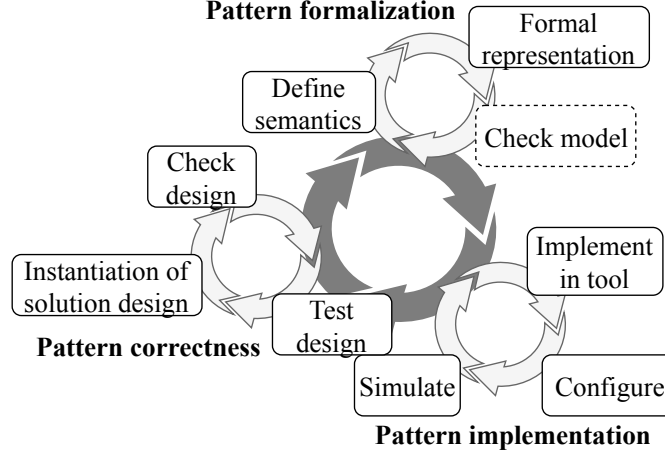 Pattern formalization
Formal
representation
Define
semantics
Check model
Check
design
Implement
in tool
Instantiation of
solution design
Test
design
Pattern correctness
Simulate
Configure
Pattern implementation